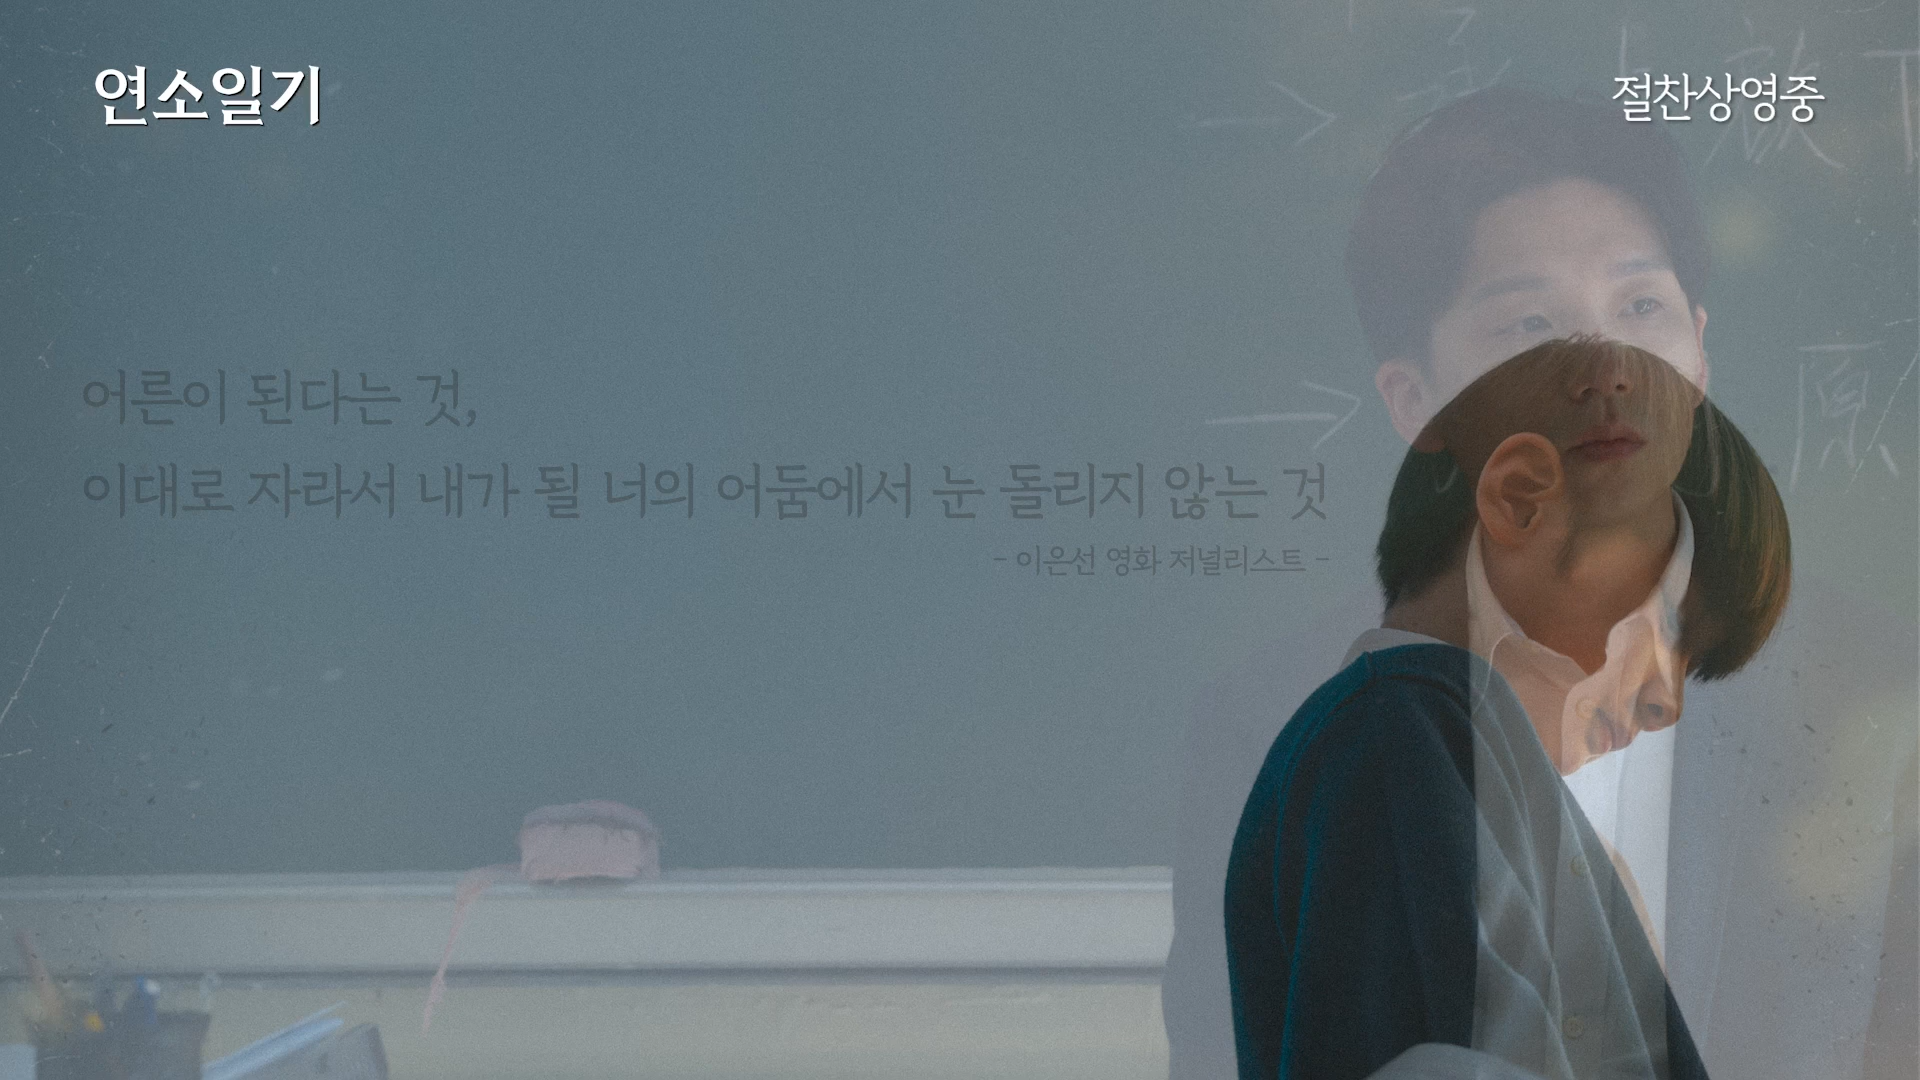 연소일기
절찬상영중
어른이 된다는 것,
이대로 자라서 내가 될 너의 어둠에서 눈 돌리지 않는 것
- 이은선 영화 저널리스트 -
→
→ 原